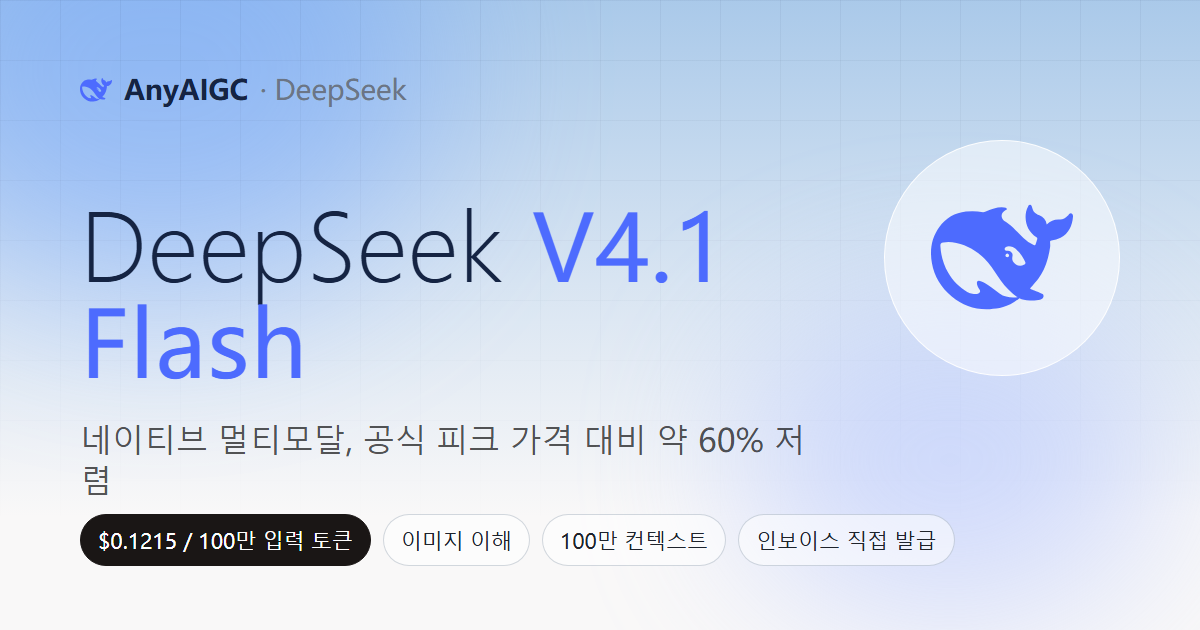 AnyAIGC · DeepSeek
DeepSeek V4.1
Flash
네이티브 멀티모달, 공식 피크 가격 대비 약 60% 저
렴
$0.1215 / 100만 입력 토큰
이미지 이해
100만 컨텍스트
인보이스 직접 발급